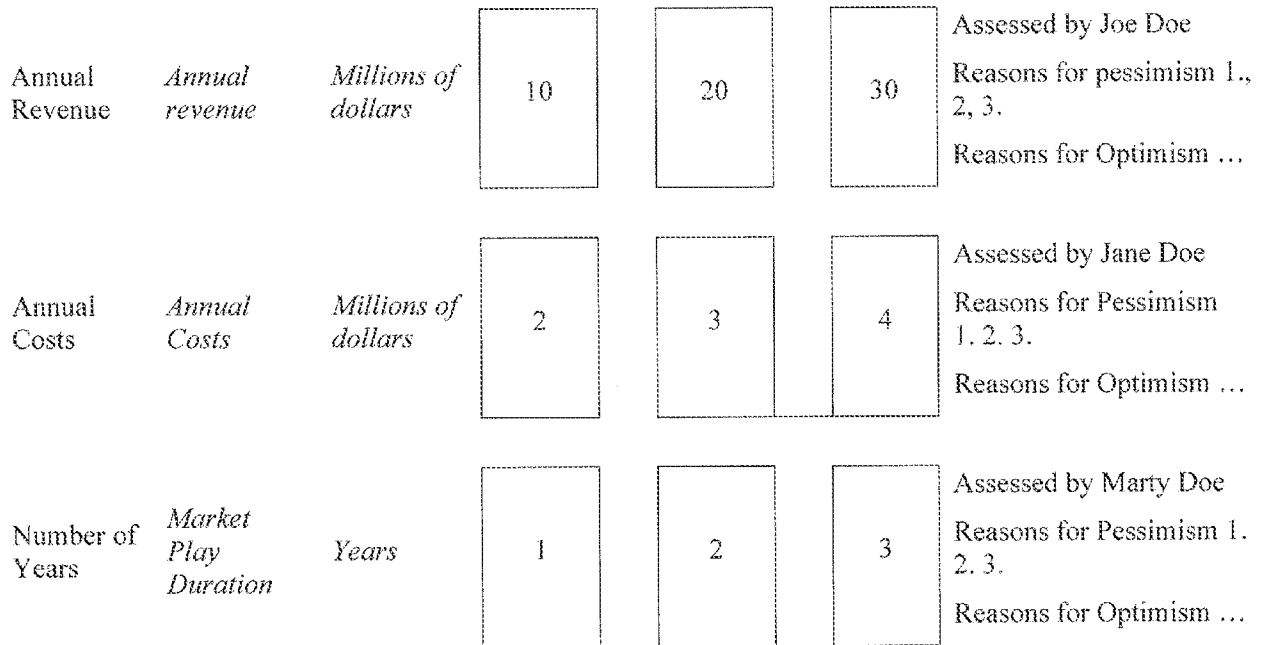 Annual Revenue
Annual revenue
Millions of dollars
10
20
30
Assessed by Joe Doe
Reasons for pessimism 1.,
2, 3.
Reasons for Optimism ...
Annual Costs
Annual Costs
Millions of dollars
2
3
4
Assessed by Jane Doe
Reasons for Pessimism
1. 2. 3.
Reasons for Optimism ...
Number of Years
Market Play Duration
Years
1
2
3
Assessed by Marty Doe
Reasons for Pessimism 1.
2. 3.
Reasons for Optimism ...